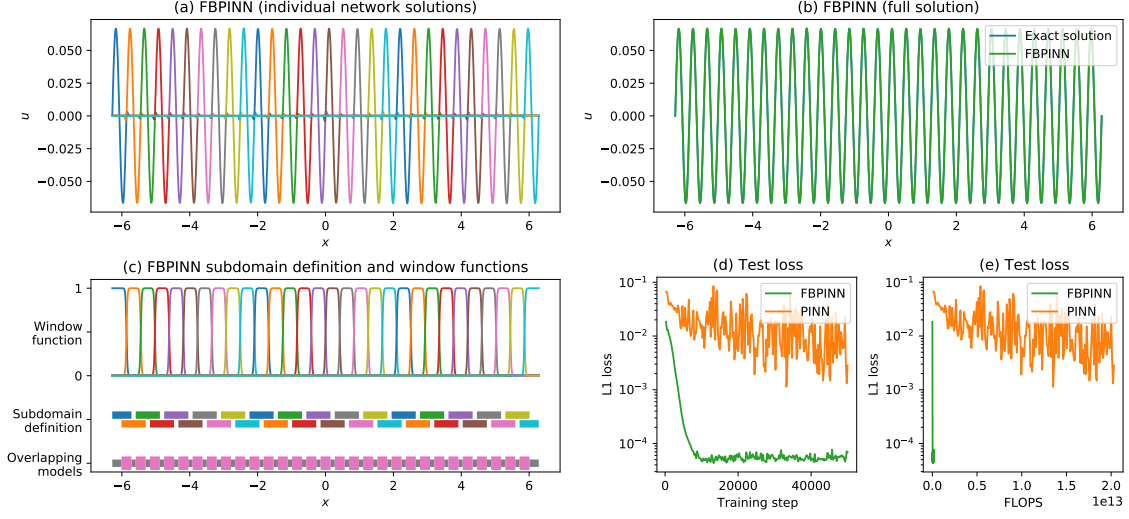 (a) FBPINN (individual network solutions)
0.050
0.025
0.000
−0.025
−0.050
u
−6 −4 −2 0 2 4 6
x
(b) FBPINN (full solution)
0.050
0.025
0.000
−0.025
−0.050
u
Exact solution
FBPINN
−6 −4 −2 0 2 4 6
x
(c) FBPINN subdomain definition and window functions
1
Window
function
0
Subdomain
definition
Overlapping
models
−6 −4 −2 0 2 4 6
x
(d) Test loss
10⁻¹
10⁻²
10⁻³
10⁻⁴
L1 loss
FBPINN
PINN
0 20000 40000
Training step
(e) Test loss
10⁻¹
10⁻²
10⁻³
10⁻⁴
L1 loss
FBPINN
PINN
0.0 0.5 1.0 1.5 2.0
FLOPS
1e13